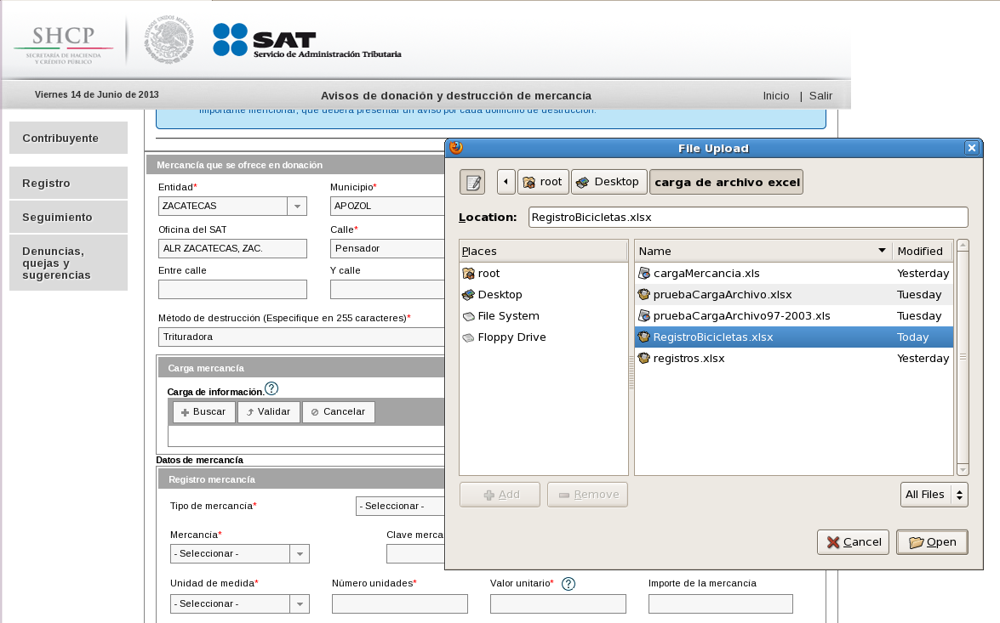 SHCP
SECRETARÍA DE HACIENDA
Y CRÉDITO PÚBLICO
ESTADOS UNIDOS MEXICANOS
SAT
Servicio de Administración Tributaria
Viernes 14 de Junio de 2013
Avisos de donación y destrucción de mercancía
Inicio | Salir
importante mencionar, que deberá presentar un aviso por cada domicilio de destrucción.
Contribuyente
Registro
Seguimiento
Denuncias,
quejas y
sugerencias
Mercancía que se ofrece en donación
Entidad* Municipio*
ZACATECAS APOZOL
Oficina del SAT Calle*
ALR ZACATECAS, ZAC. Pensador
Entre calle Y calle
Método de destrucción (Especifique en 255 caracteres)*
Trituradora
Carga mercancía
Carga de información.
Buscar Validar Cancelar
Datos de mercancía
Registro mercancía
Tipo de mercancía* - Seleccionar -
Mercancía* Clave merca
- Seleccionar -
Unidad de medida* Número unidades* Valor unitario* ? Importe de la mercancía
- Seleccionar -
File Upload
root Desktop carga de archivo excel
Location: RegistroBicicletas.xlsx
Places
root
Desktop
File System
Floppy Drive
Name Modified
cargaMercancia.xls Yesterday
pruebaCargaArchivo.xlsx Tuesday
pruebaCargaArchivo97-2003.xls Tuesday
RegistroBicicletas.xlsx Today
registros.xlsx Yesterday
Add Remove All Files
Cancel Open